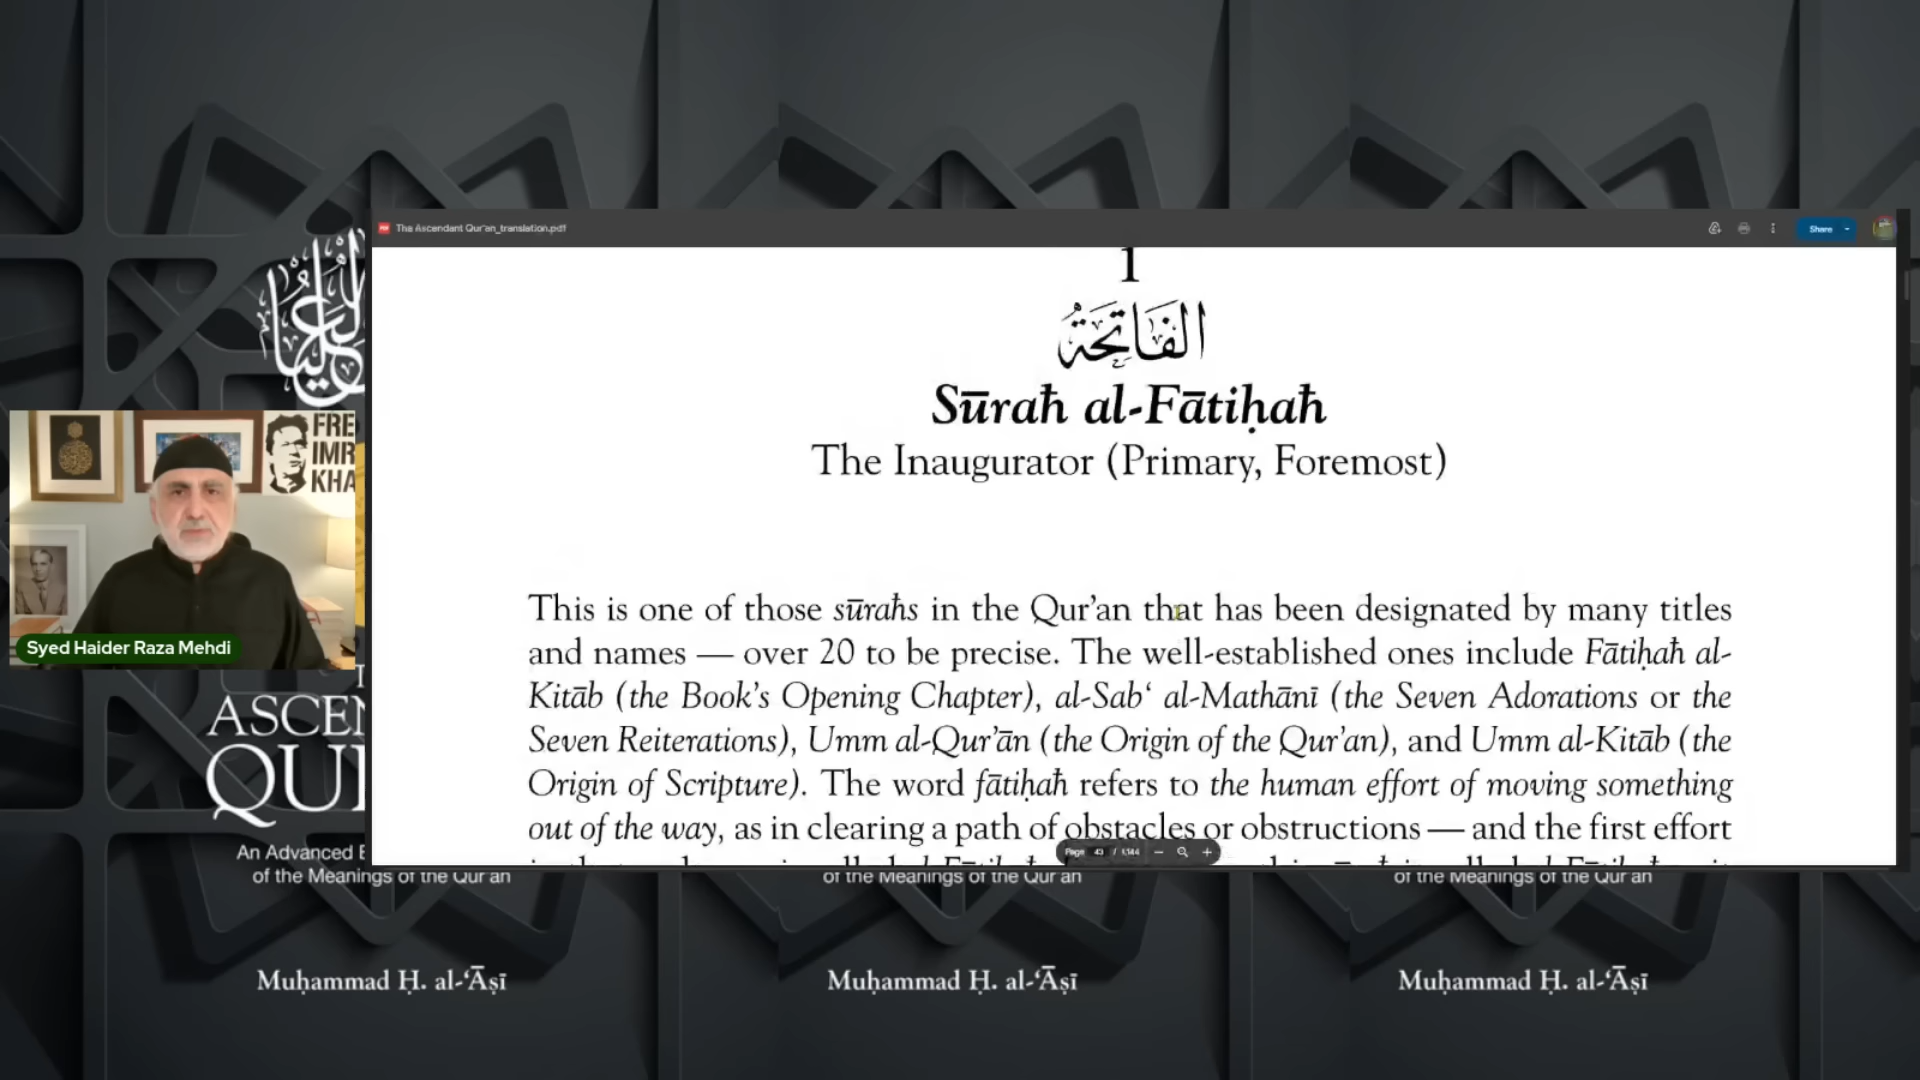 The Ascendant Qur'an_translation.pdf
Share
1
الفَاتِحَةُ
Sūraħ al-Fātiḥaħ
The Inaugurator (Primary, Foremost)
This is one of those sūraħs in the Qur’an that has been designated by many titles
and names — over 20 to be precise. The well-established ones include Fātiḥaħ al-
Kitāb (the Book’s Opening Chapter), al-Sab‘ al-Mathānī (the Seven Adorations or the
Seven Reiterations), Umm al-Qur’ān (the Origin of the Qur’an), and Umm al-Kitāb (the
Origin of Scripture). The word fātiḥaħ refers to the human effort of moving something
out of the way, as in clearing a path of obstacles or obstructions — and the first effort
Page 43 / 1,144
FRE
IMR
KHA
Syed Haider Raza Mehdi
ASCEN
QU
An Advanced E
of the Meanings of the Qur'an
of the Meanings of the Qur'an
of the Meanings of the Qur'an
Muḥammad Ḥ. al-‘Āṣī
Muḥammad Ḥ. al-‘Āṣī
Muḥammad Ḥ. al-‘Āṣī